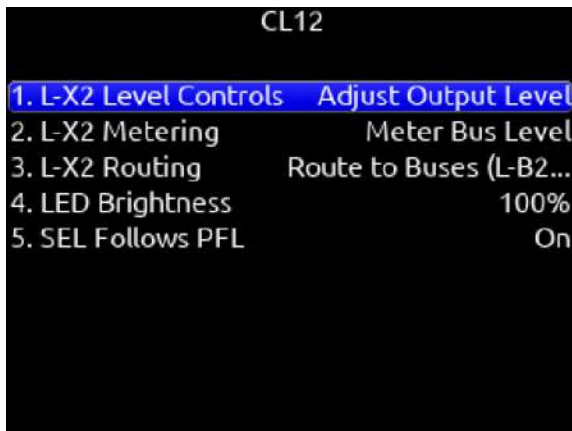 CL12
1. L-X2 Level Controls Adjust Output Level
2. L-X2 Metering Meter Bus Level
3. L-X2 Routing Route to Buses (L-B2...
4. LED Brightness 100%
5. SEL Follows PFL On